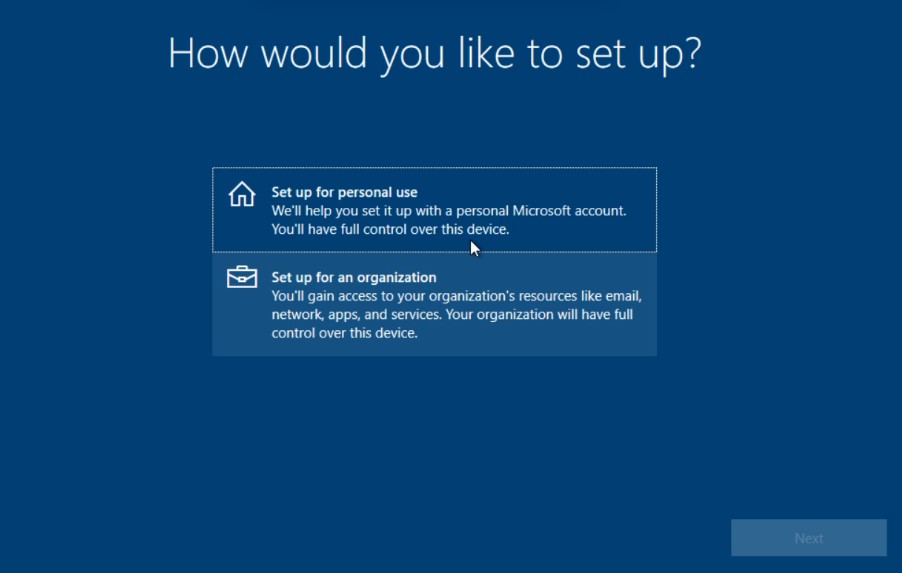 How would you like to set up?
Set up for personal use
We'll help you set it up with a personal Microsoft account.
You'll have full control over this device.
Set up for an organization
You'll gain access to your organization's resources like email,
network, apps, and services. Your organization will have full
control over this device.
Next